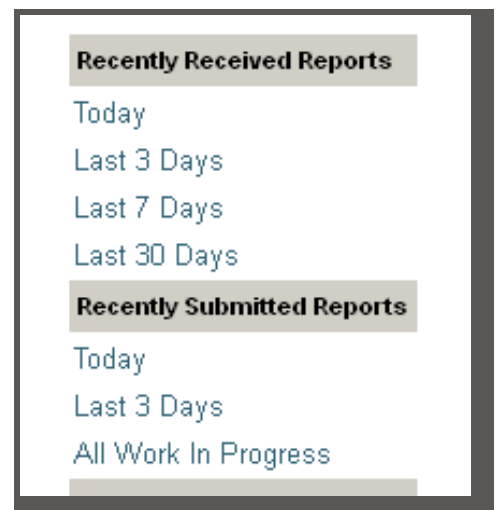 Recently Received Reports
Today
Last 3 Days
Last 7 Days
Last 30 Days
Recently Submitted Reports
Today
Last 3 Days
All Work In Progress